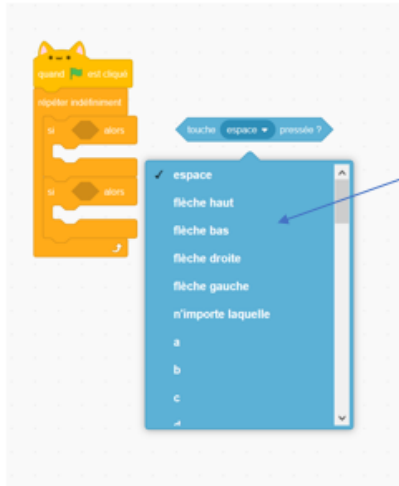 quand est cliqué
répéter indéfiniment
si alors
si alors
touche espace pressée ?
espace
flèche haut
flèche bas
flèche droite
flèche gauche
n'importe laquelle
a
b
c
d